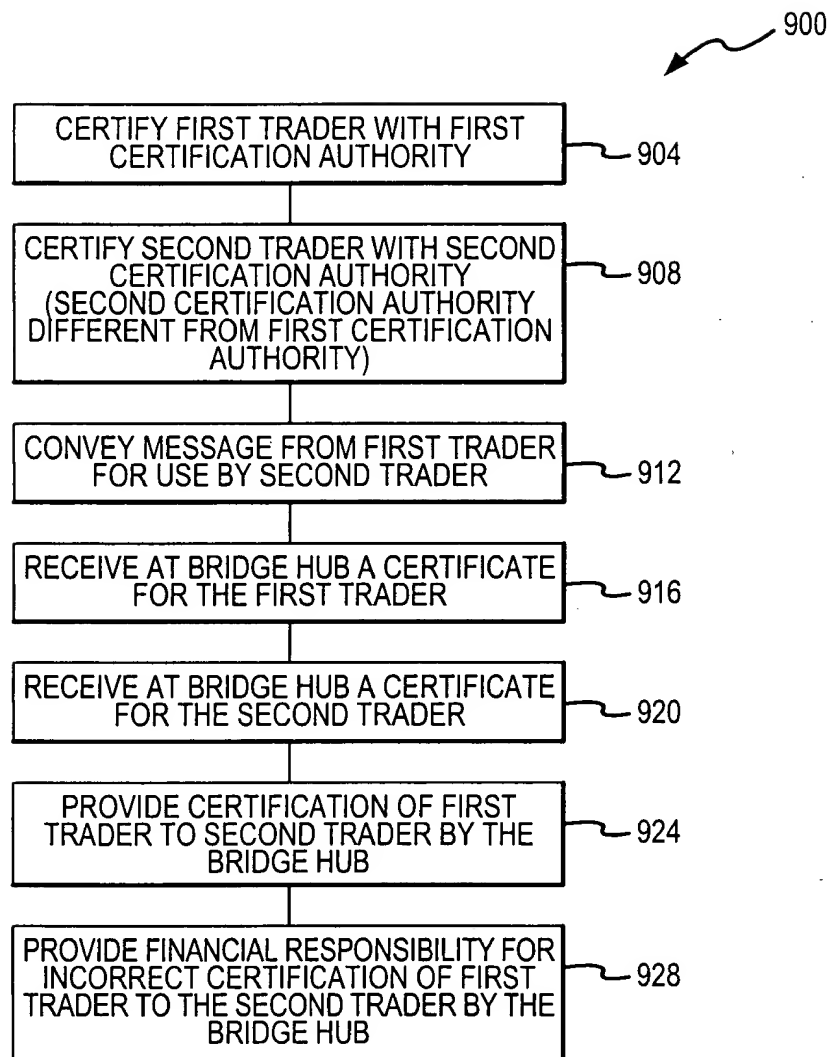 900
CERTIFY FIRST TRADER WITH FIRST
CERTIFICATION AUTHORITY
904
CERTIFY SECOND TRADER WITH SECOND
CERTIFICATION AUTHORITY
(SECOND CERTIFICATION AUTHORITY
DIFFERENT FROM FIRST CERTIFICATION
AUTHORITY)
908
CONVEY MESSAGE FROM FIRST TRADER
FOR USE BY SECOND TRADER
912
RECEIVE AT BRIDGE HUB A CERTIFICATE
FOR THE FIRST TRADER
916
RECEIVE AT BRIDGE HUB A CERTIFICATE
FOR THE SECOND TRADER
920
PROVIDE CERTIFICATION OF FIRST
TRADER TO SECOND TRADER BY THE
BRIDGE HUB
924
PROVIDE FINANCIAL RESPONSIBILITY FOR
INCORRECT CERTIFICATION OF FIRST
TRADER TO THE SECOND TRADER BY THE
BRIDGE HUB
928